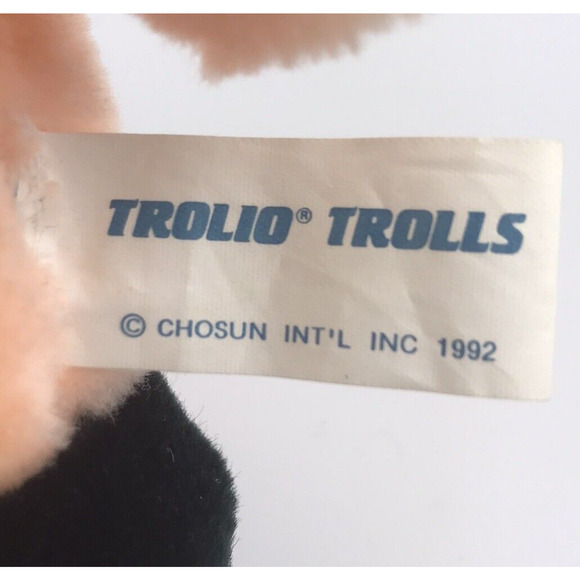 TROLIO® TROLLS
© CHOSUN INT'L INC 1992